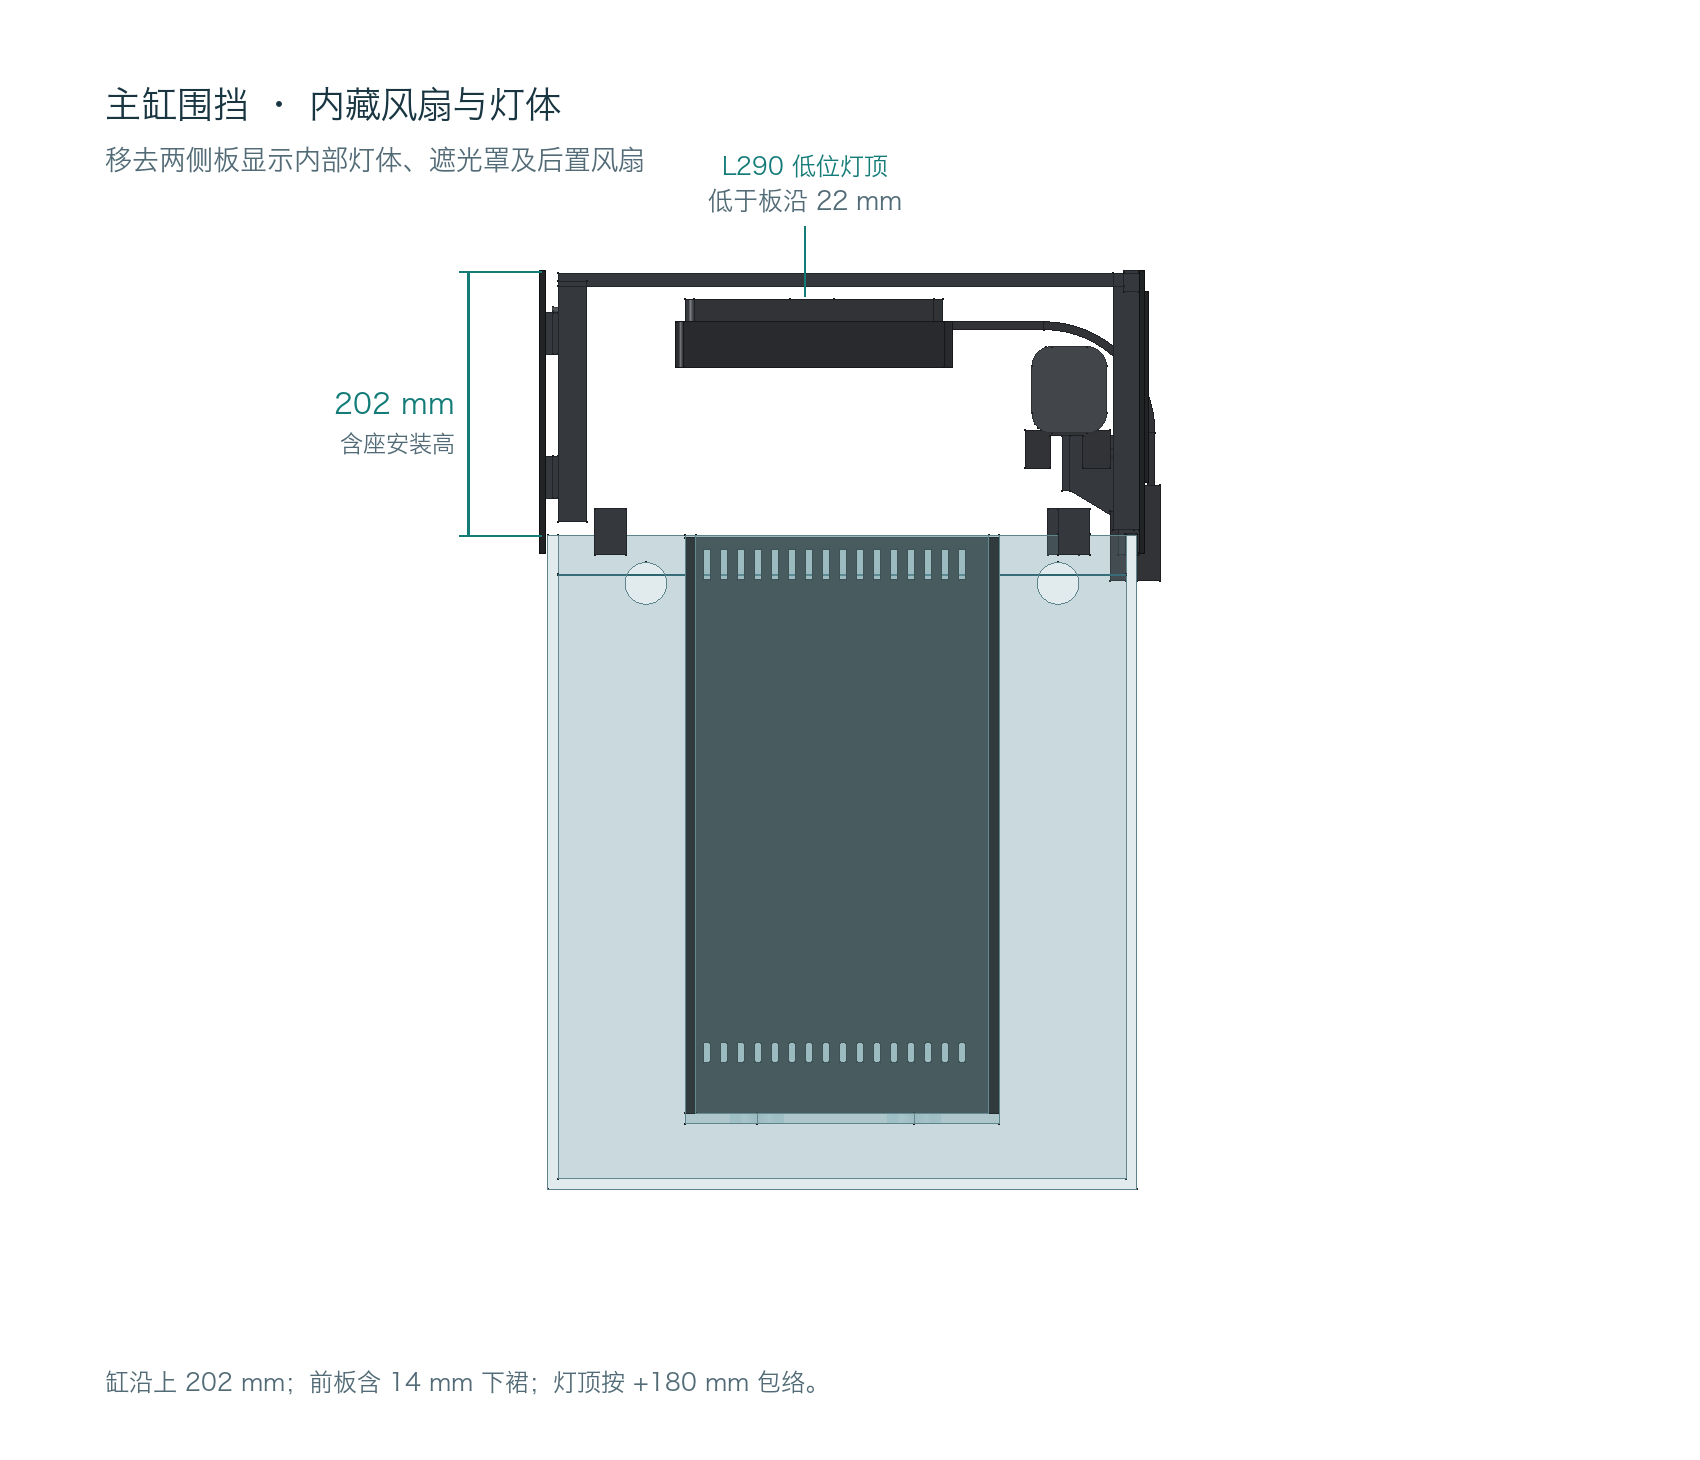 主缸围挡 · 内藏风扇与灯体
移去两侧板显示内部灯体、遮光罩及后置风扇
L290 低位灯顶
低于板沿 22 mm
202 mm
含座安装高
缸沿上 202 mm；前板含 14 mm 下裙；灯顶按 +180 mm 包络。